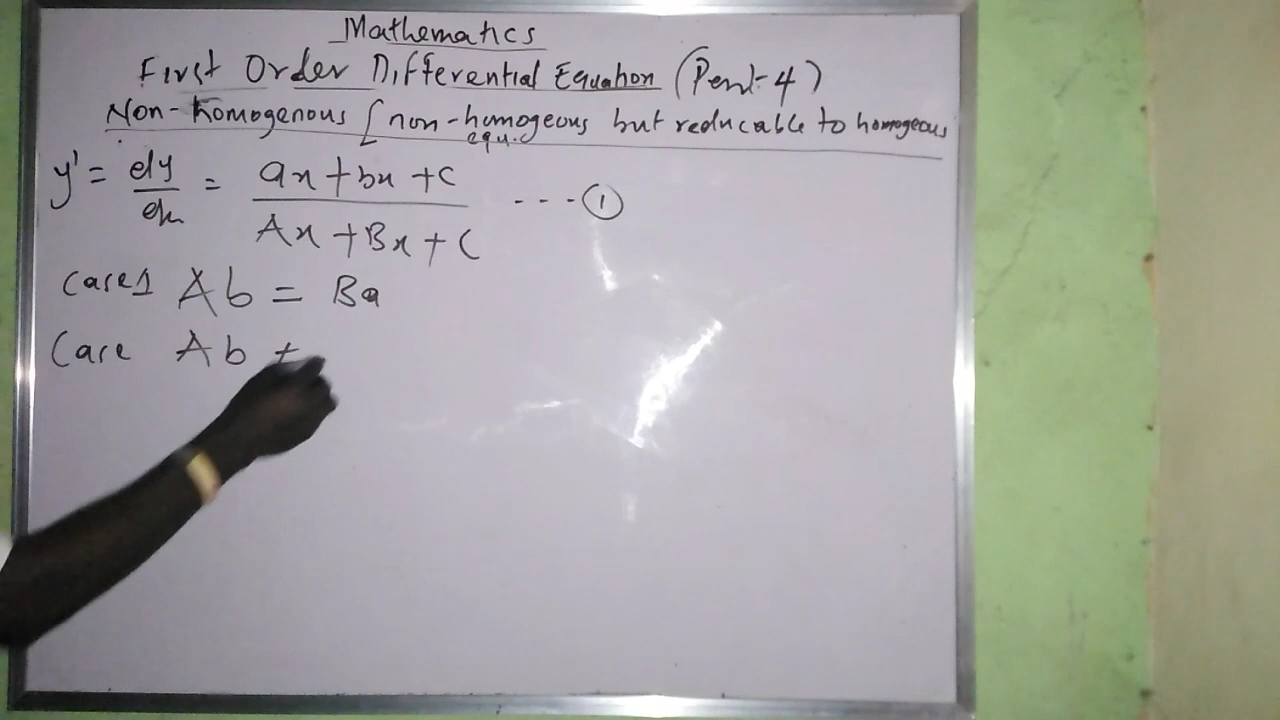 Mathematics
First Order Differential Equation (Part-4)
Non-homogenous [non-homogeous but reducable to homogeous equ.
y' = dy/dx = ax+bx+c / Ax+Bx+C ---①
Case1 Ab = Ba
Case Ab